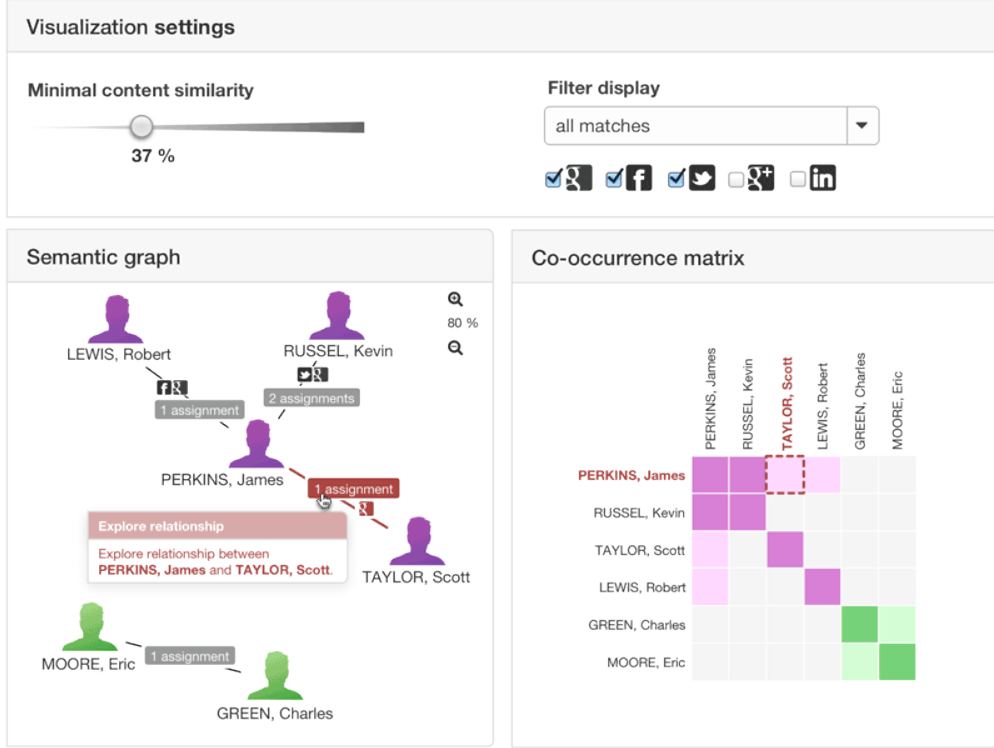 Visualization settings
Minimal content similarity
37 %
Filter display
all matches
g
f
g+
in
Semantic graph
80 %
LEWIS, Robert
RUSSEL, Kevin
f g
g
1 assignment
2 assignments
PERKINS, James
1 assignment
g
Explore relationship
Explore relationship between
PERKINS, James and TAYLOR, Scott.
TAYLOR, Scott
MOORE, Eric
1 assignment
GREEN, Charles
Co-occurrence matrix
PERKINS, James
RUSSEL, Kevin
TAYLOR, Scott
LEWIS, Robert
GREEN, Charles
MOORE, Eric
PERKINS, James
RUSSEL, Kevin
TAYLOR, Scott
LEWIS, Robert
GREEN, Charles
MOORE, Eric